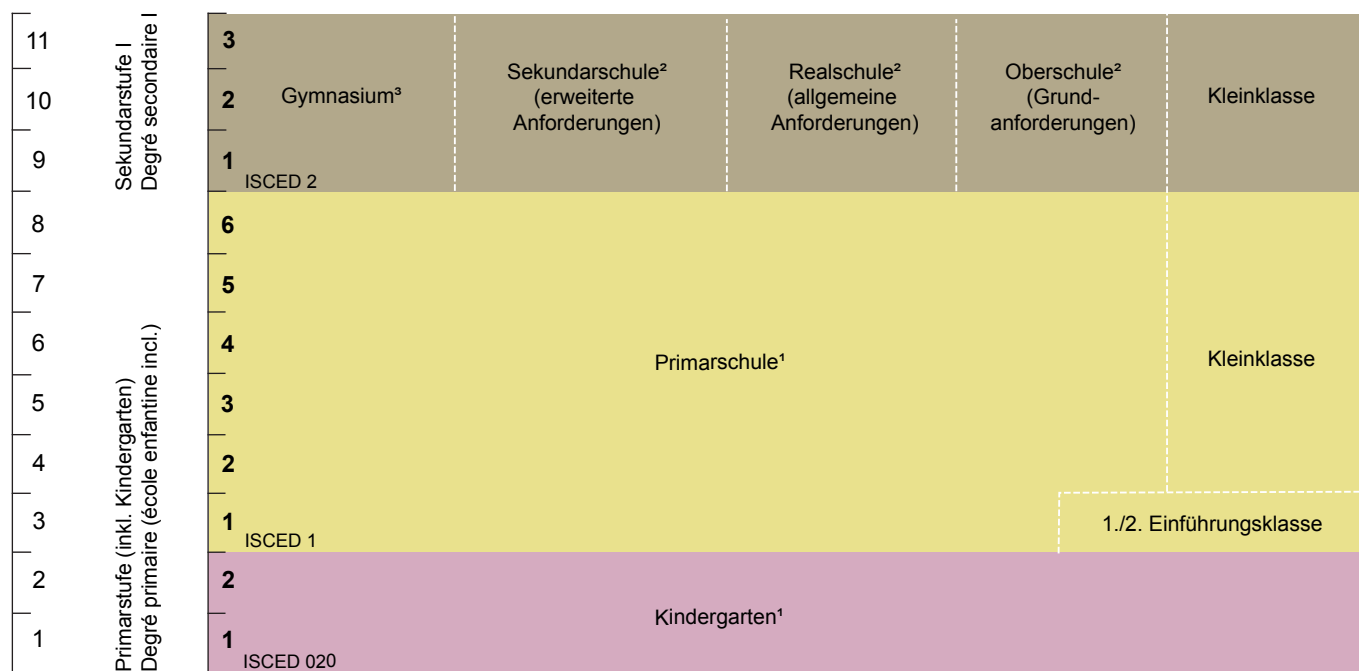 11
10
9
8
7
6
5
4
3
2
1
Sekundarstufe I
Degré secondaire I
Primarstufe (inkl. Kindergarten)
Degré primaire (école enfantine incl.)
3
2
1
ISCED 2
Gymnasium³
Sekundarschule²
(erweiterte
Anforderungen)
Realschule²
(allgemeine
Anforderungen)
Oberschule²
(Grund-
anforderungen)
Kleinklasse
6
5
4
3
2
1
ISCED 1
Primarschule¹
Kleinklasse
1./2. Einführungsklasse
2
1
ISCED 020
Kindergarten¹